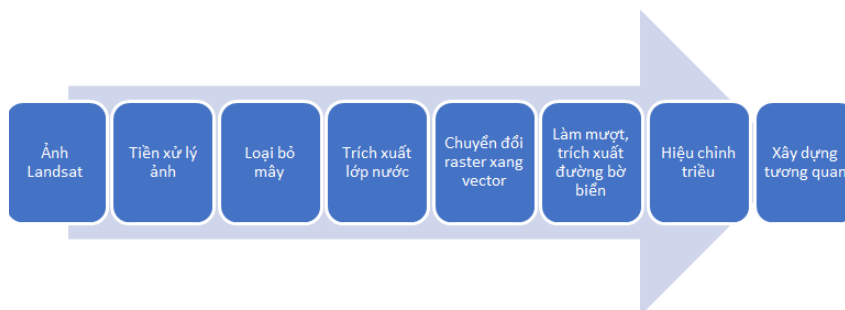 Ảnh
Landsat
Tiền xử lý
ảnh
Loại bỏ
mây
Trích xuất
lớp nước
Chuyển đổi
raster xang
vector
Làm mượt,
trích xuất
đường bờ
biển
Hiệu chỉnh
triều
Xây dựng
tương quan